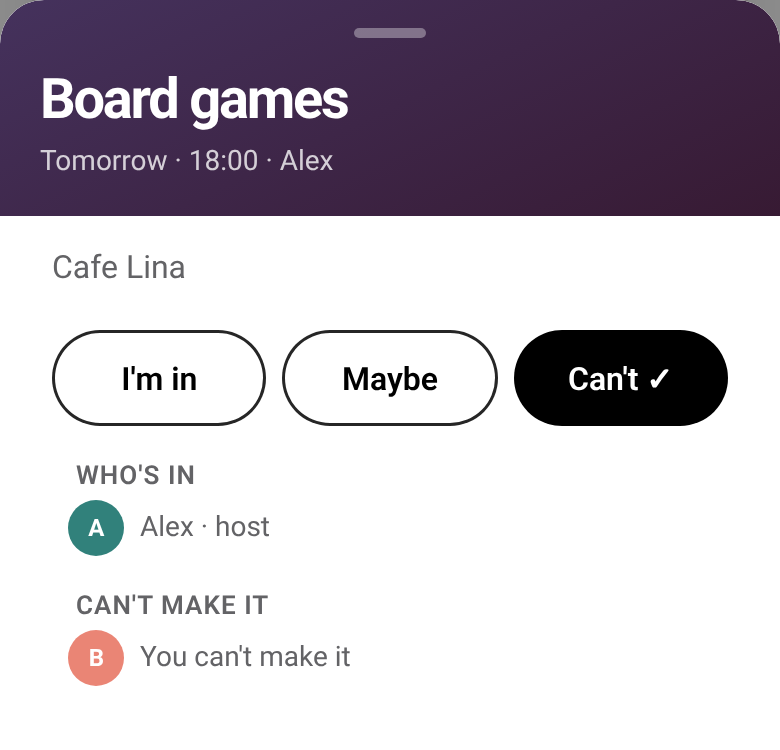 Board games
Tomorrow · 18:00 · Alex
Cafe Lina
I'm in
Maybe
Can't ✓
WHO'S IN
A
Alex · host
CAN'T MAKE IT
B
You can't make it